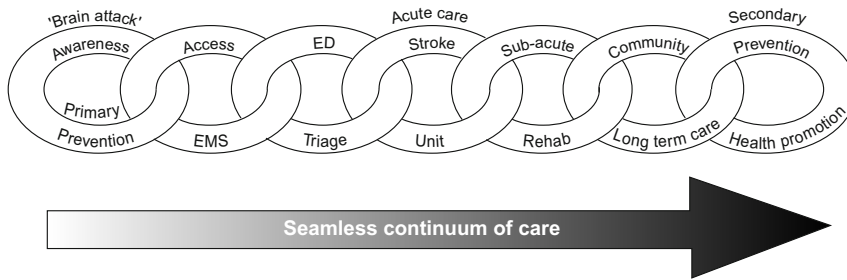 'Brain attack'
Awareness
Primary
Prevention
Access
EMS
ED
Triage
Acute care
Stroke
Unit
Sub-acute
Rehab
Community
Long term care
Secondary
Prevention
Health promotion
Seamless continuum of care